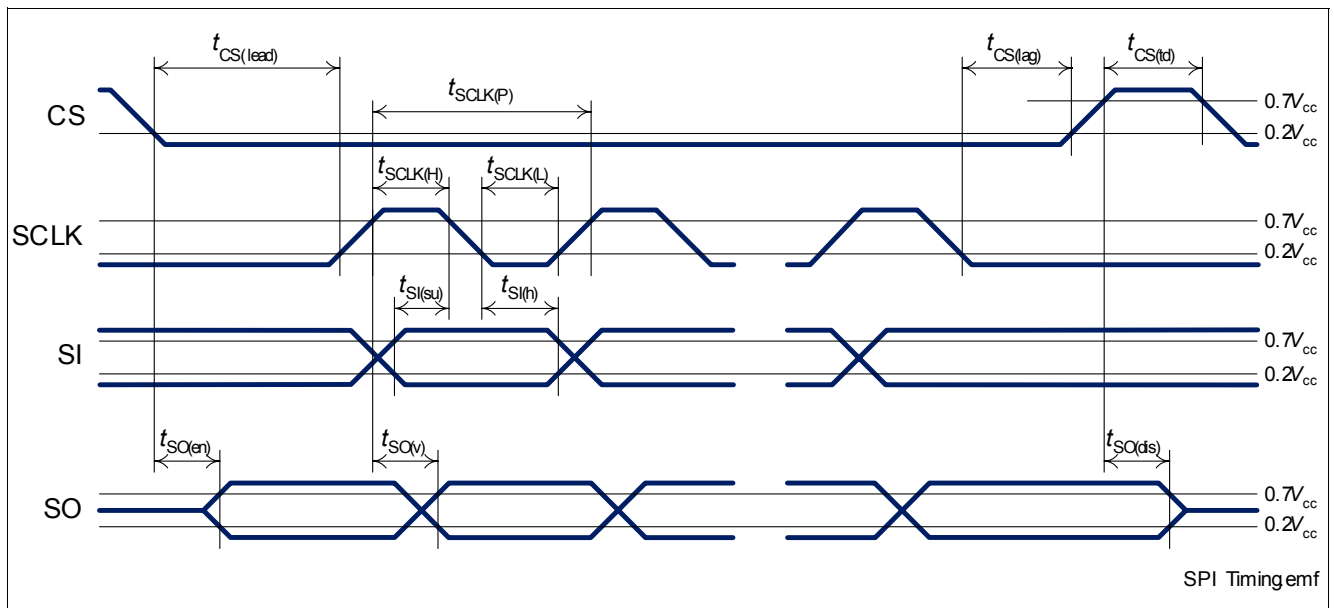 tCS(lead) tCS(lag) tCS(td)
tSCLK(P)
CS
0.7Vcc
0.2Vcc
tSCLK(H) tSCLK(L)
SCLK
0.7Vcc
0.2Vcc
tSI(su) tSI(h)
SI
0.7Vcc
0.2Vcc
tSO(en) tSO(v) tSO(dis)
SO
0.7Vcc
0.2Vcc
SPI Timing.emf